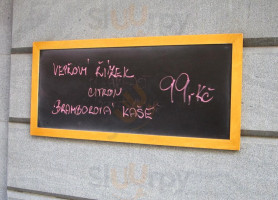 VEPŘOVÝ ŘÍZEK
CITRON
BRAMBOROVÁ KAŠE
99,- Kč